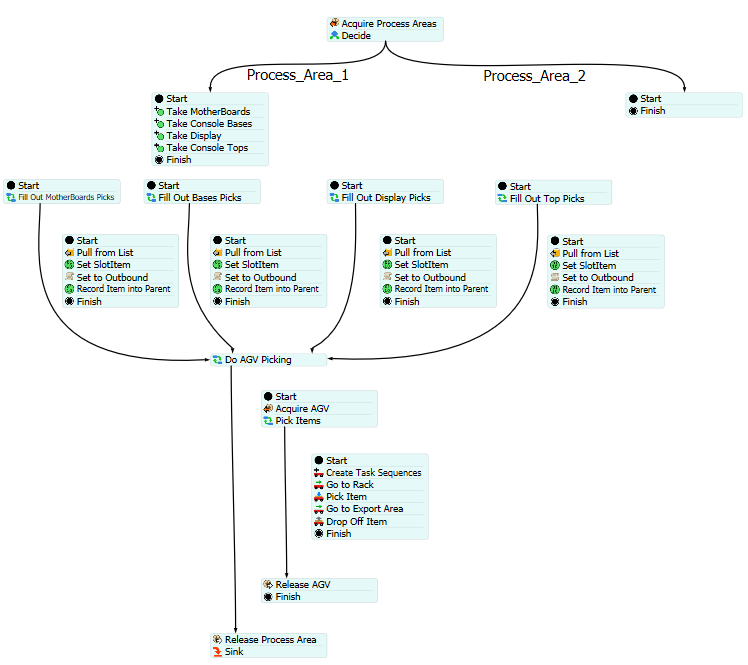 Acquire Process Areas
Decide
Process_Area_1
Process_Area_2
Start
Take MotherBoards
Take Console Bases
Take Display
Take Console Tops
Finish
Start
Finish
Start
Fill Out MotherBoards Picks
Start
Fill Out Bases Picks
Start
Fill Out Display Picks
Start
Fill Out Top Picks
Start
Pull from List
Set SlotItem
Set to Outbound
Record Item into Parent
Finish
Start
Pull from List
Set SlotItem
Set to Outbound
Record Item into Parent
Finish
Start
Pull from List
Set SlotItem
Set to Outbound
Record Item into Parent
Finish
Start
Pull from List
Set SlotItem
Set to Outbound
Record Item into Parent
Finish
Do AGV Picking
Start
Acquire AGV
Pick Items
Start
Create Task Sequences
Go to Rack
Pick Item
Go to Export Area
Drop Off Item
Finish
Release AGV
Finish
Release Process Area
Sink